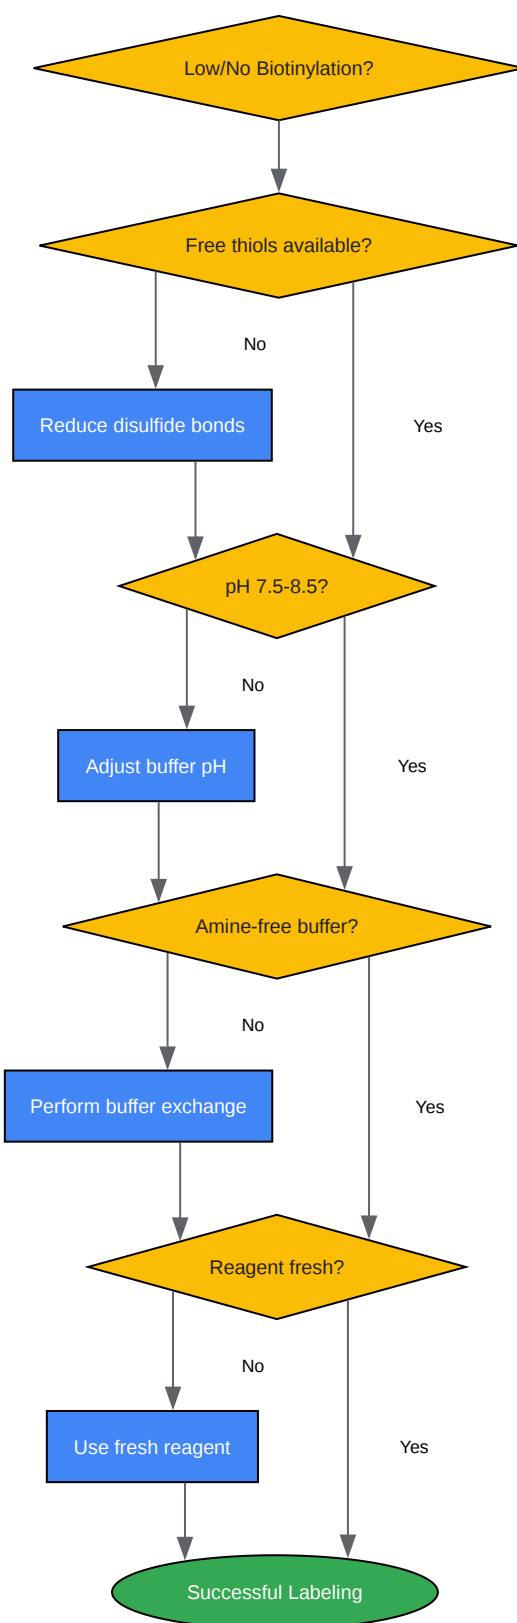 Low/No Biotinylation?
Free thiols available?
No
Reduce disulfide bonds
Yes
pH 7.5-8.5?
No
Adjust buffer pH
Yes
Amine-free buffer?
No
Perform buffer exchange
Yes
Reagent fresh?
No
Use fresh reagent
Yes
Successful Labeling